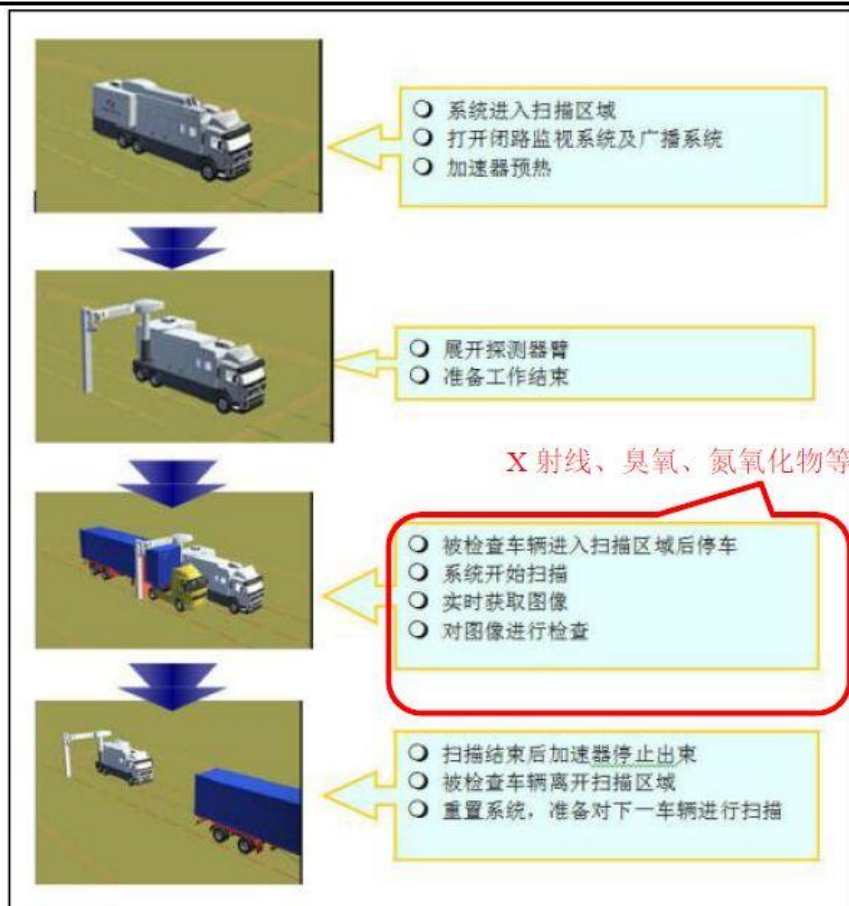 系统进入扫描区域
打开闭路监视系统及广播系统
加速器预热
展开探测器臂
准备工作结束
X 射线、臭氧、氮氧化物等
被检查车辆进入扫描区域后停车
系统开始扫描
实时获取图像
对图像进行检查
扫描结束后加速器停止出束
被检查车辆离开扫描区域
重置系统，准备对下一车辆进行扫描